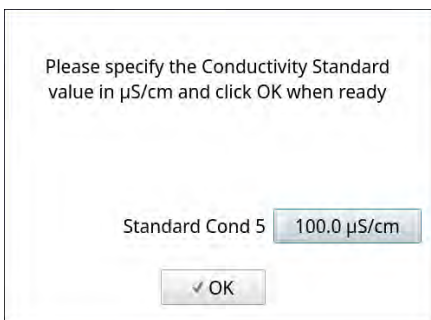 Please specify the Conductivity Standard
value in µS/cm and click OK when ready
Standard Cond 5 100.0 µS/cm
✓ OK